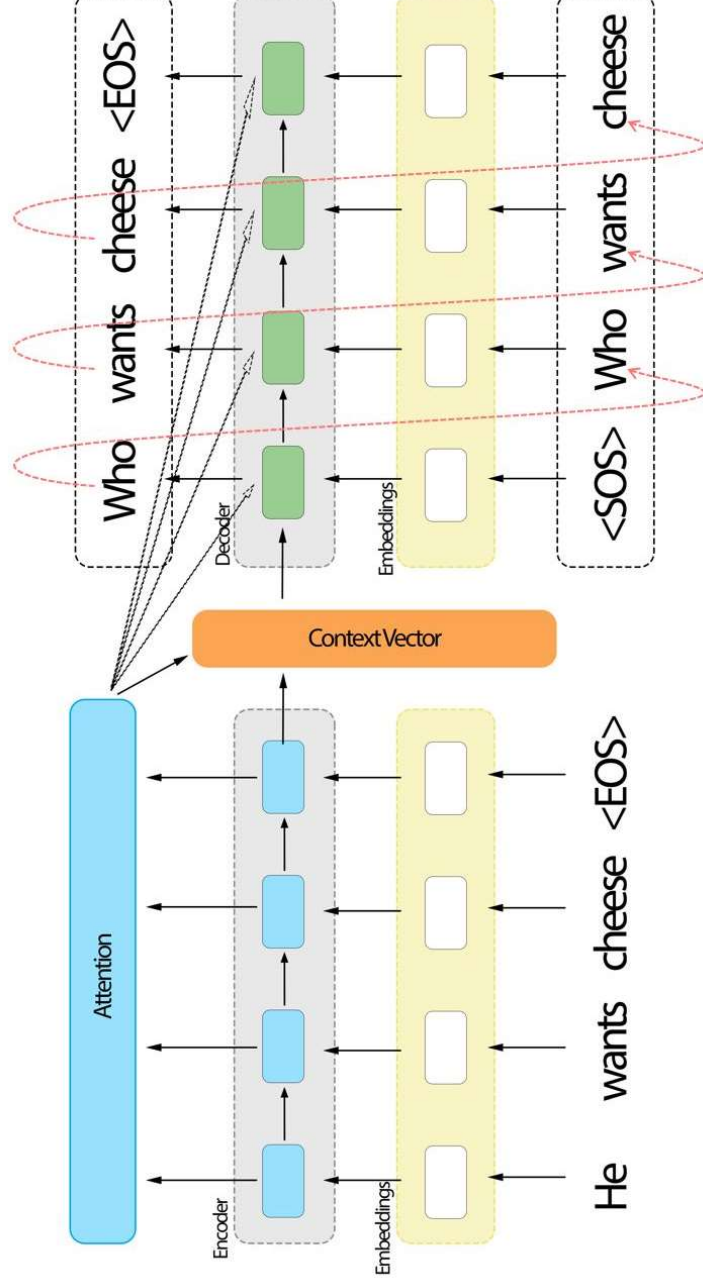 Who wants cheese <EOS>
Attention
Decoder
Encoder
Context Vector
Embeddings
Embeddings
He wants cheese <EOS>
<SOS> Who wants cheese